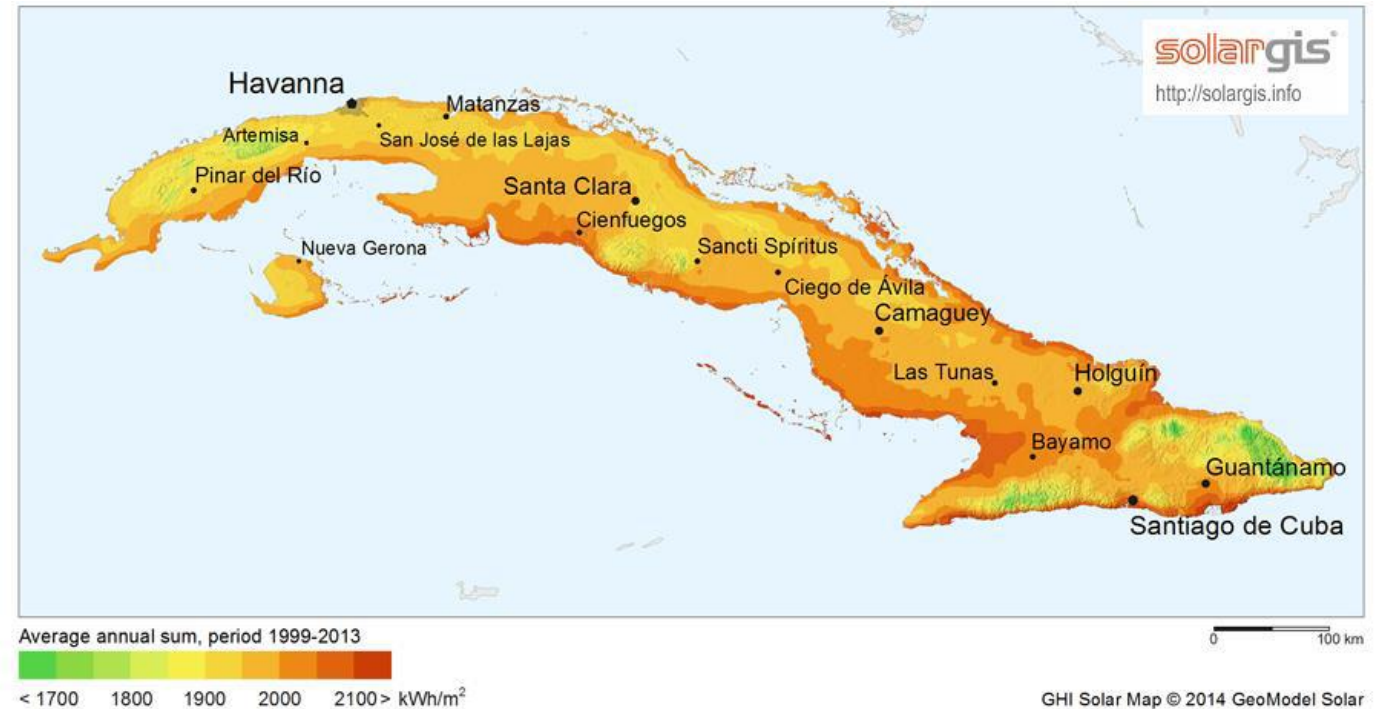 solargis
http://solargis.info
Havanna
Matanzas
Artemisa
San José de las Lajas
Pinar del Río
Santa Clara
Cienfuegos
Nueva Gerona
Sancti Spíritus
Ciego de Ávila
Camaguey
Las Tunas
Holguín
Bayamo
Guantánamo
Santiago de Cuba
Average annual sum, period 1999-2013
0 100 km
< 1700 1800 1900 2000 2100 > kWh/m²
GHI Solar Map © 2014 GeoModel Solar